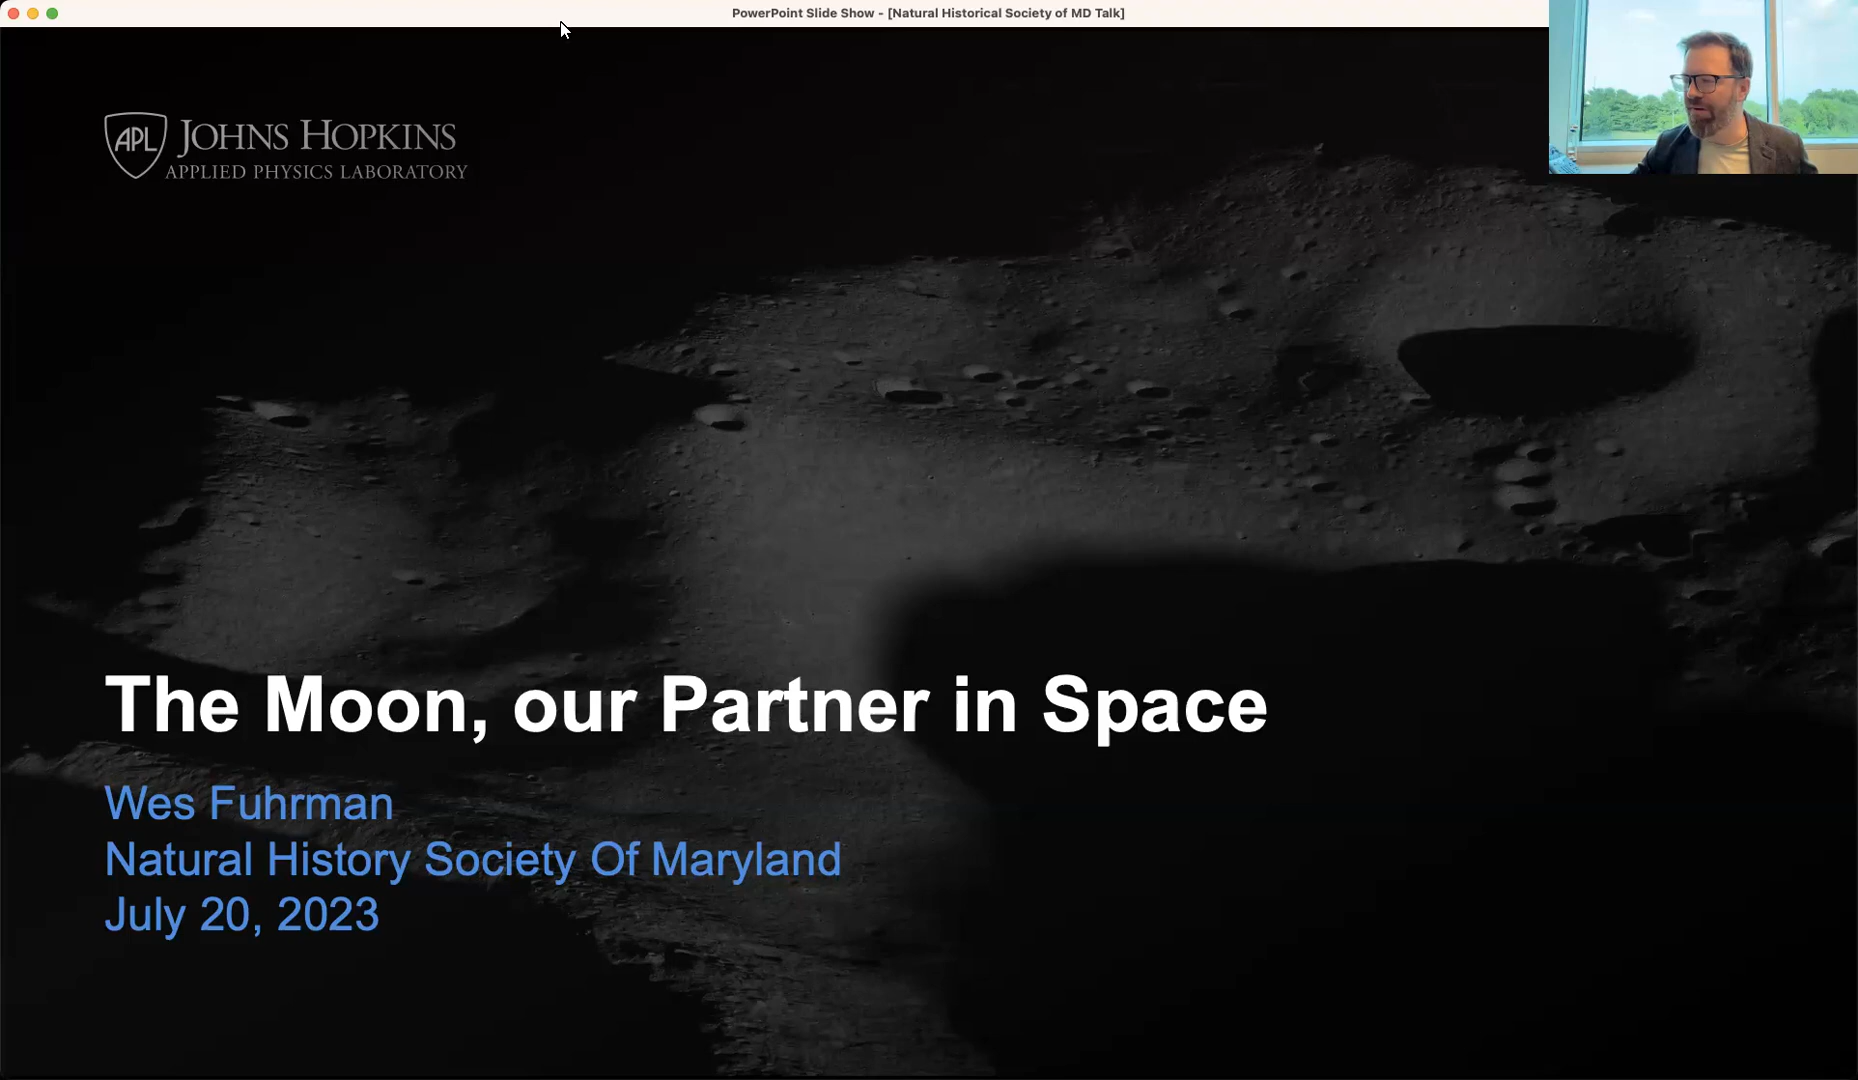 PowerPoint Slide Show - [Natural Historical Society of MD Talk]
APL JOHNS HOPKINS
APPLIED PHYSICS LABORATORY
The Moon, our Partner in Space
Wes Fuhrman
Natural History Society Of Maryland
July 20, 2023